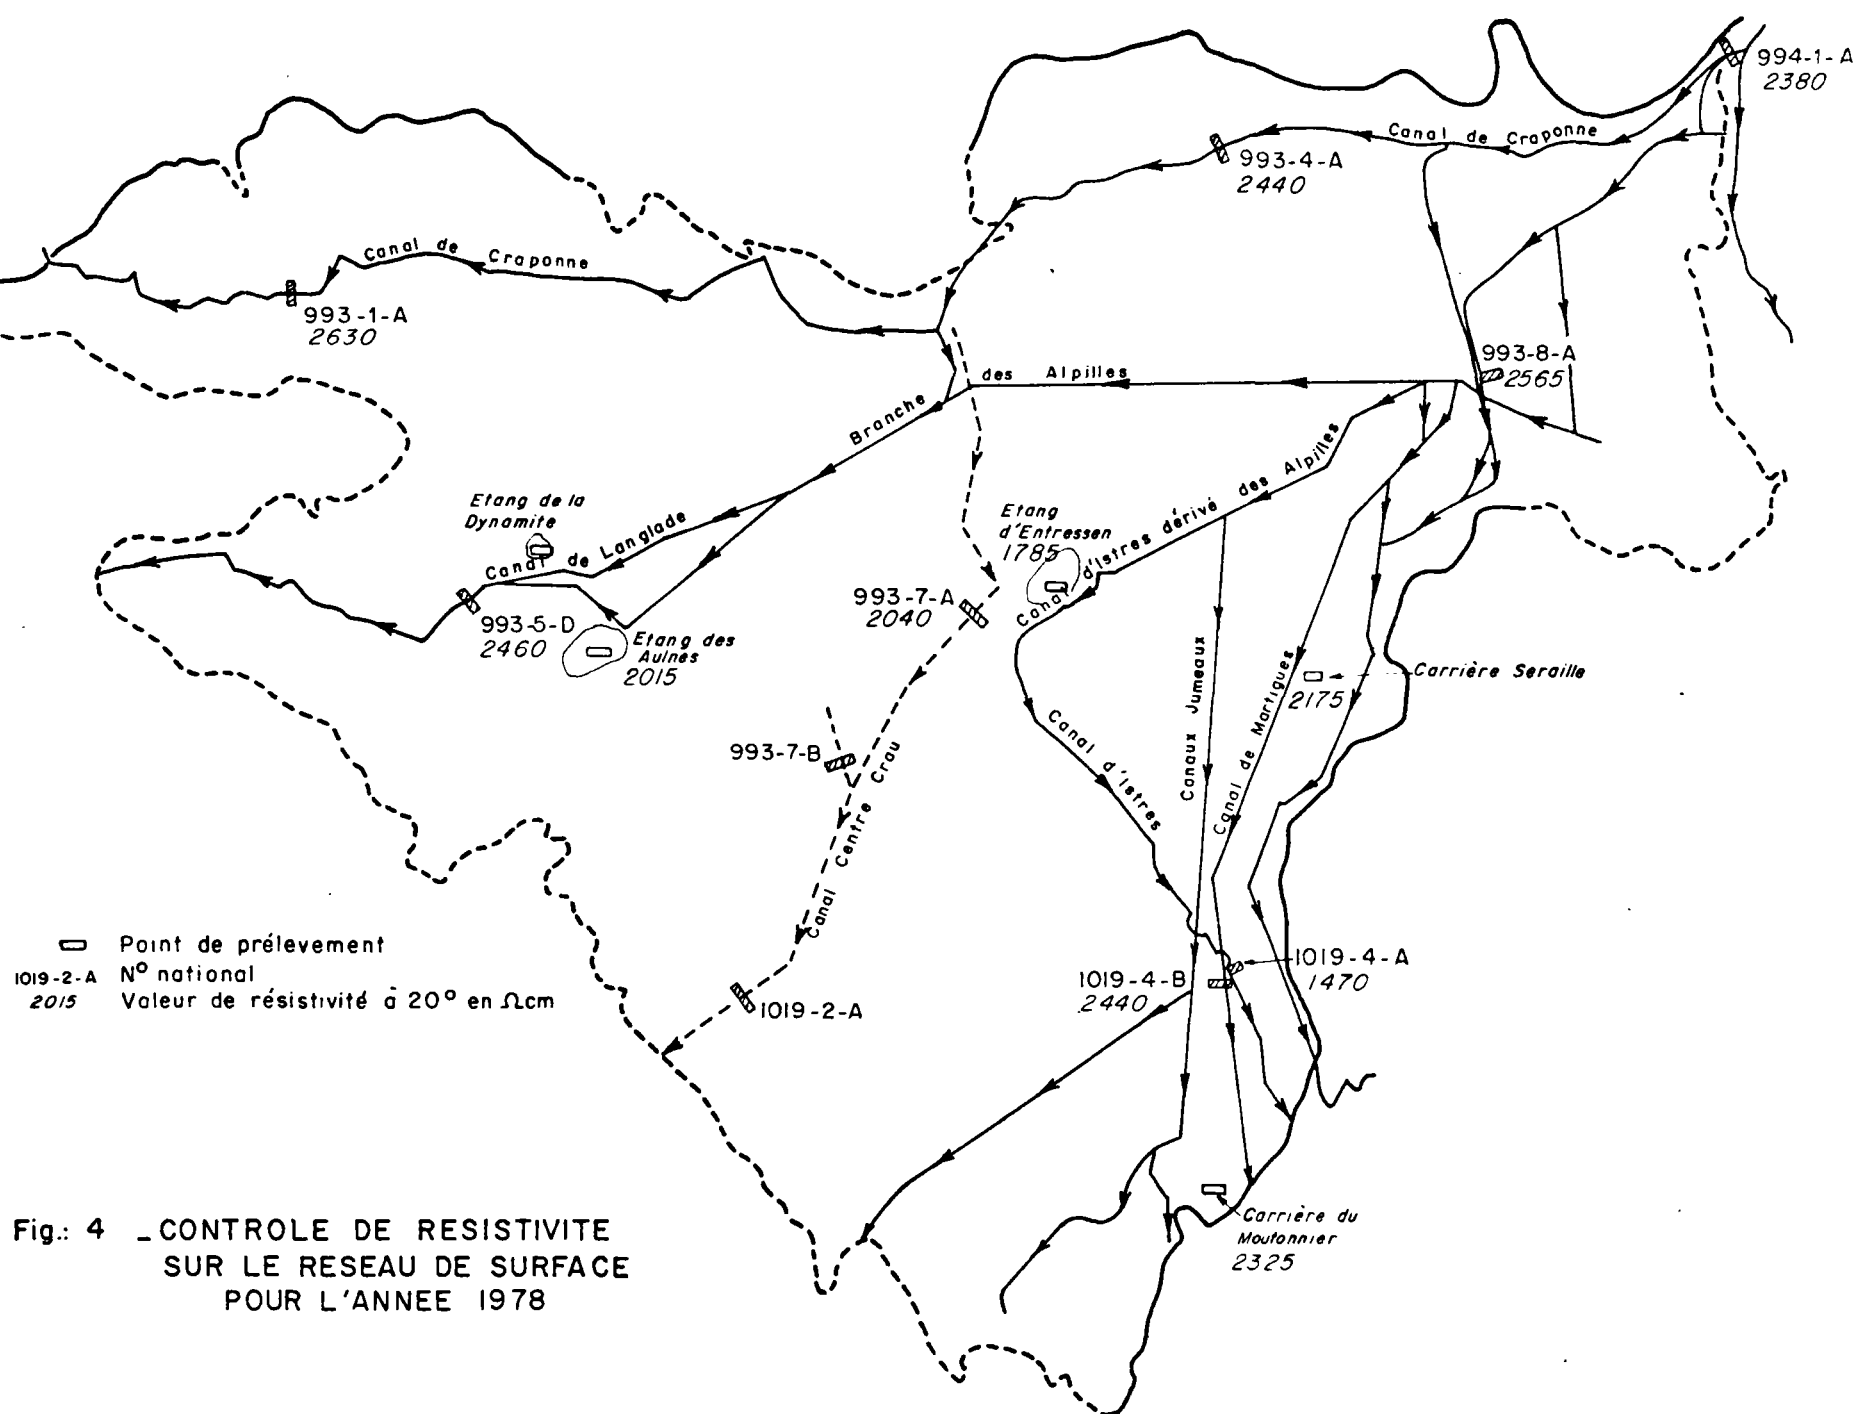 994-1-A
2380
Canal de Craponne
993-4-A
2440
Canal de Craponne
993-1-A
2630
993-8-A
2565
Branche des Alpilles
Etang de la
Dynamite
Canal de Langlade
993-5-D
2460
Etang des
Aulnes
2015
Etang
d'Entressen
1785
Canal d'Istres dérivé des Alpilles
993-7-A
2040
Carrière Seraille
2175
993-7-B
Canal Centre Crau
Canal d'Istres
Canaux Jumeaux
Canal de Martigues
1019-4-A
1470
1019-4-B
2440
1019-2-A
Point de prélevement
1019-2-A N° national
2015 Valeur de résistivité à 20° en Ωcm
Carrière du
Moutonnier
2325
Fig.: 4 _ CONTROLE DE RESISTIVITE
SUR LE RESEAU DE SURFACE
POUR L'ANNEE 1978